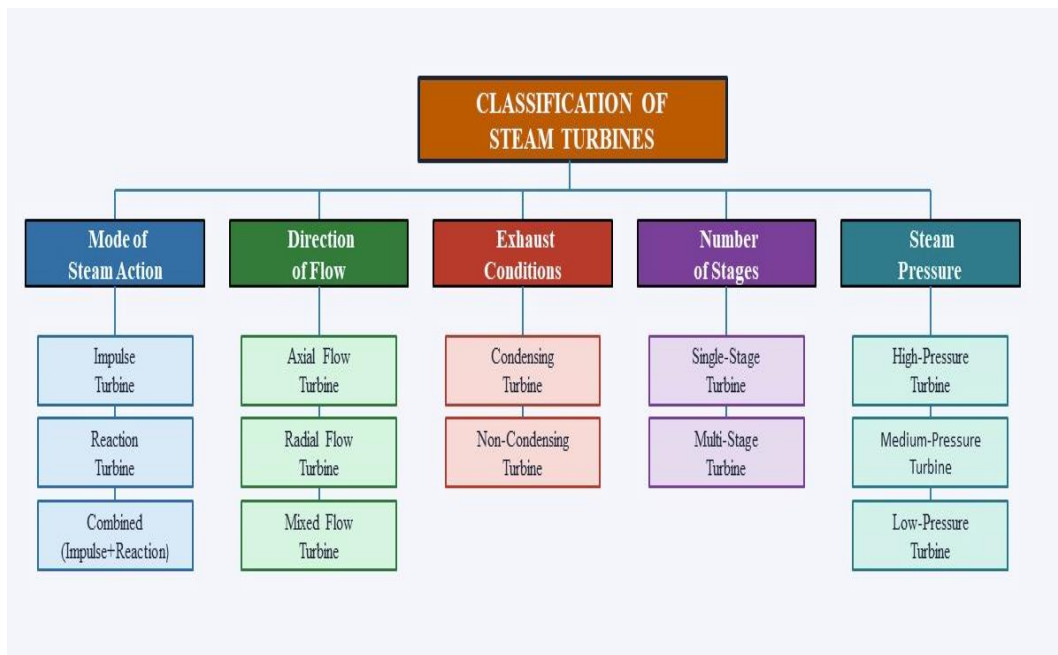 CLASSIFICATION OF
STEAM TURBINES
Mode of
Steam Action
Direction
of Flow
Exhaust
Conditions
Number
of Stages
Steam
Pressure
Impulse
Turbine
Axial Flow
Turbine
Condensing
Turbine
Single-Stage
Turbine
High-Pressure
Turbine
Reaction
Turbine
Radial Flow
Turbine
Non-Condensing
Turbine
Multi-Stage
Turbine
Medium-Pressure
Turbine
Combined
(Impulse+Reaction)
Mixed Flow
Turbine
Low-Pressure
Turbine